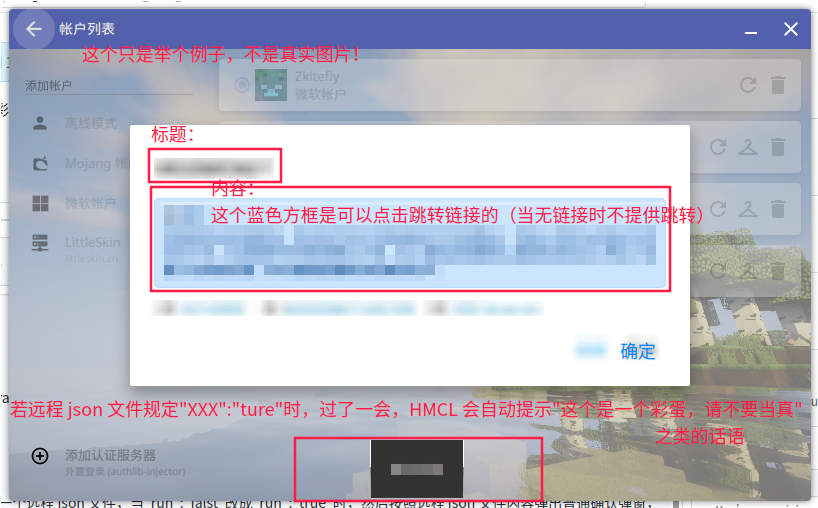 帐户列表
这个只是举个例子，不是真实图片！
添加帐户
Zkitefly
微软帐户
离线模式
标题：
Mojang 帐
内容：
这个蓝色方框是可以点击跳转链接的（当无链接时不提供跳转）
微软帐户
LittleSkin
littleskin.cn
确定
若远程 json 文件规定"XXX":"ture"时，过了一会，HMCL 会自动提示"这个是一个彩蛋，请不要当真"
之类的话语
添加认证服务器
外置登录 (authlib-injector)